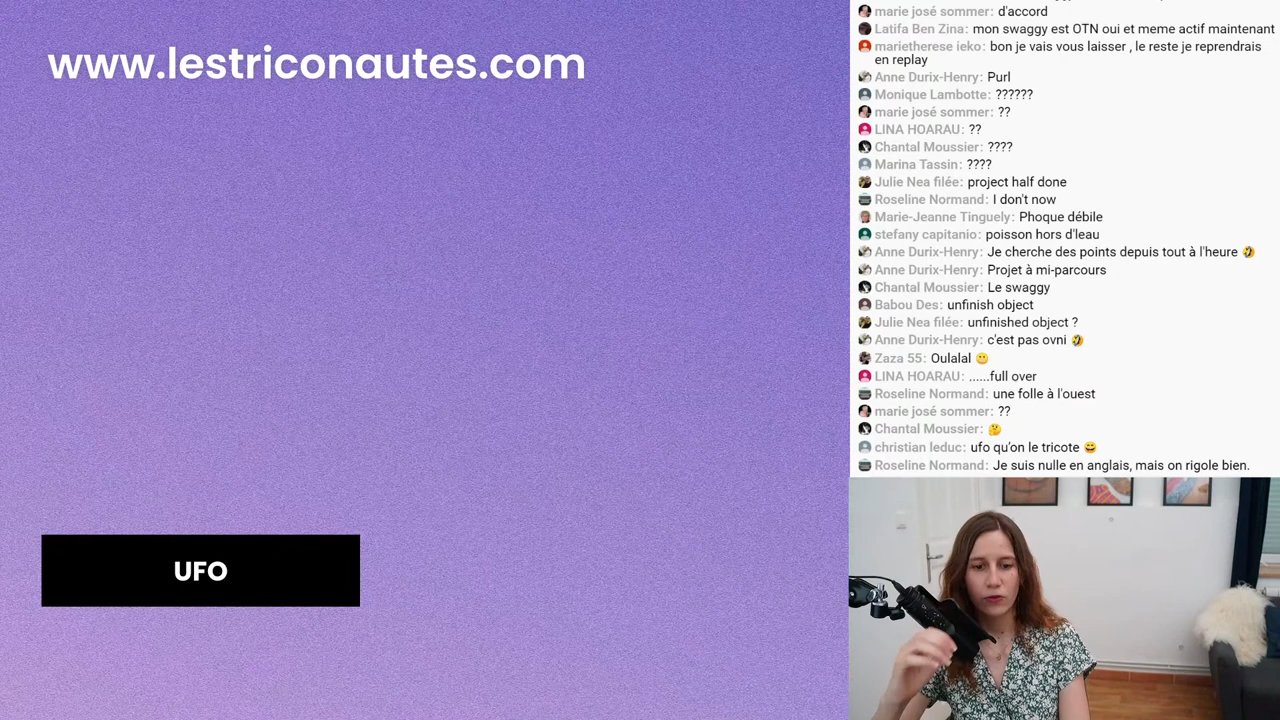 www.lestriconautes.com
UFO
marie josé sommer: d'accord
Latifa Ben Zina: mon swaggy est OTN oui et meme actif maintenant
mariethérese ieko: bon je vais vous laisser , le reste je reprendrais
en replay
Anne Durix-Henry: Purl
Monique Lambotte: ??????
marie josé sommer: ??
LINA HOARAU: ??
Chantal Moussier: ????
Marina Tassin: ????
Julie Nea filée: project half done
Roseline Normand: I don't now
Marie-Jeanne Tinguely: Phoque débile
stefany capitanio: poisson hors d'leau
Anne Durix-Henry: Je cherche des points depuis tout à l'heure 🤣
Anne Durix-Henry: Projet à mi-parcours
Chantal Moussier: Le swaggy
Babou Des: unfinish object
Julie Nea filée: unfinished object ?
Anne Durix-Henry: c'est pas ovni 🤣
Zaza 55: Oulalal 😬
LINA HOARAU: ......full over
Roseline Normand: une folle à l'ouest
marie josé sommer: ??
Chantal Moussier: 🤔
christian leduc: ufo qu'on le tricote 😄
Roseline Normand: Je suis nulle en anglais, mais on rigole bien.